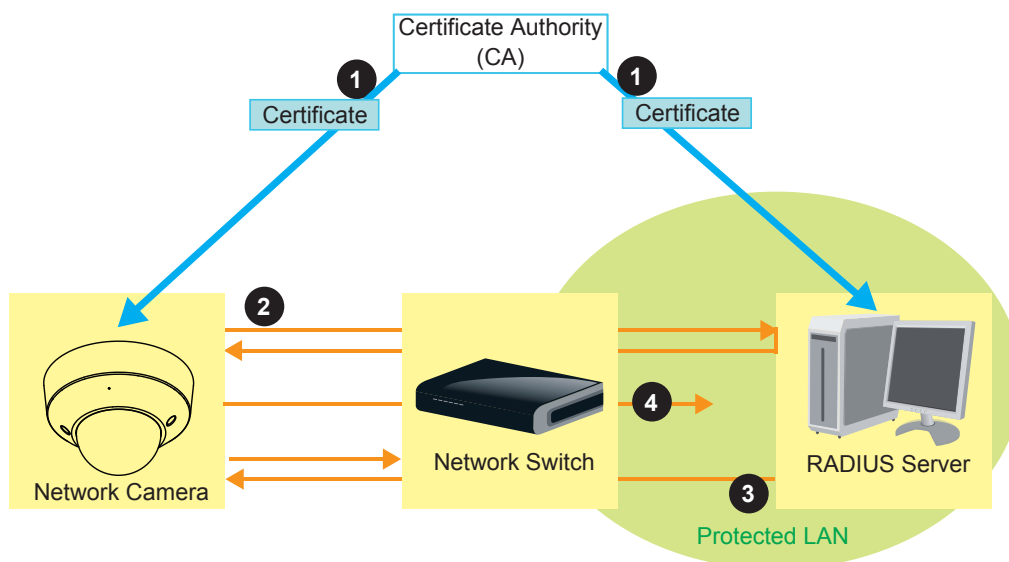 Certificate Authority
(CA)
1
1
Certificate
Certificate
2
4
Network Switch
RADIUS Server
Network Camera
3
Protected LAN